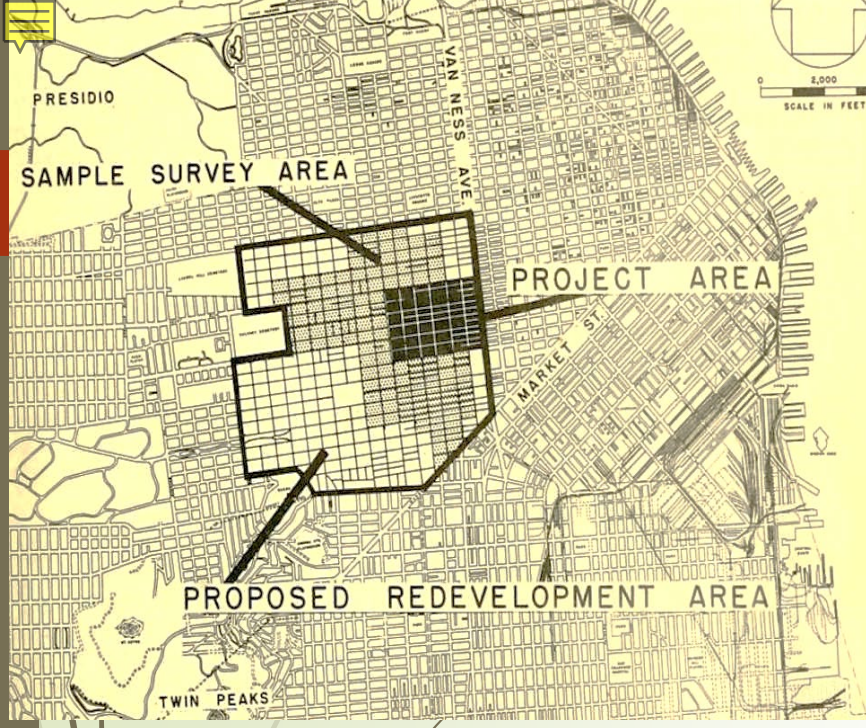 PRESIDIO
VAN NESS AVE.
0 2,000
SCALE IN FEET
SAMPLE SURVEY AREA
PROJECT AREA
MARKET ST.
PROPOSED REDEVELOPMENT AREA
TWIN PEAKS